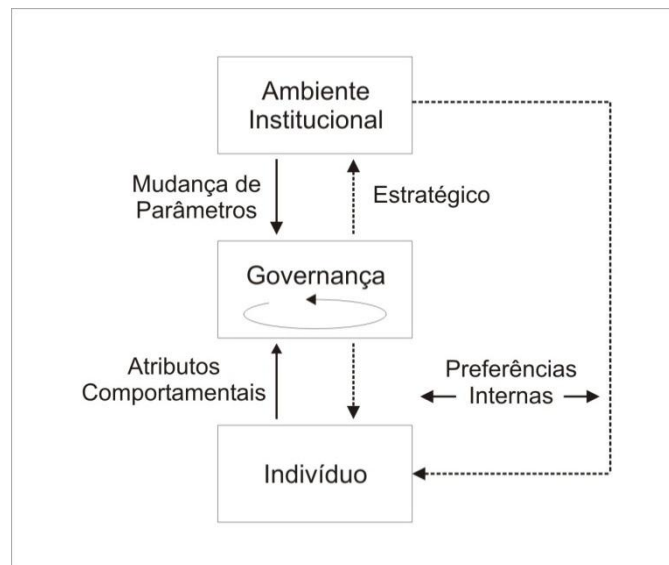 Ambiente
Institucional
Mudança de
Parâmetros
Estratégico
Governança
Atributos
Comportamentais
Preferências
Internas
Indivíduo